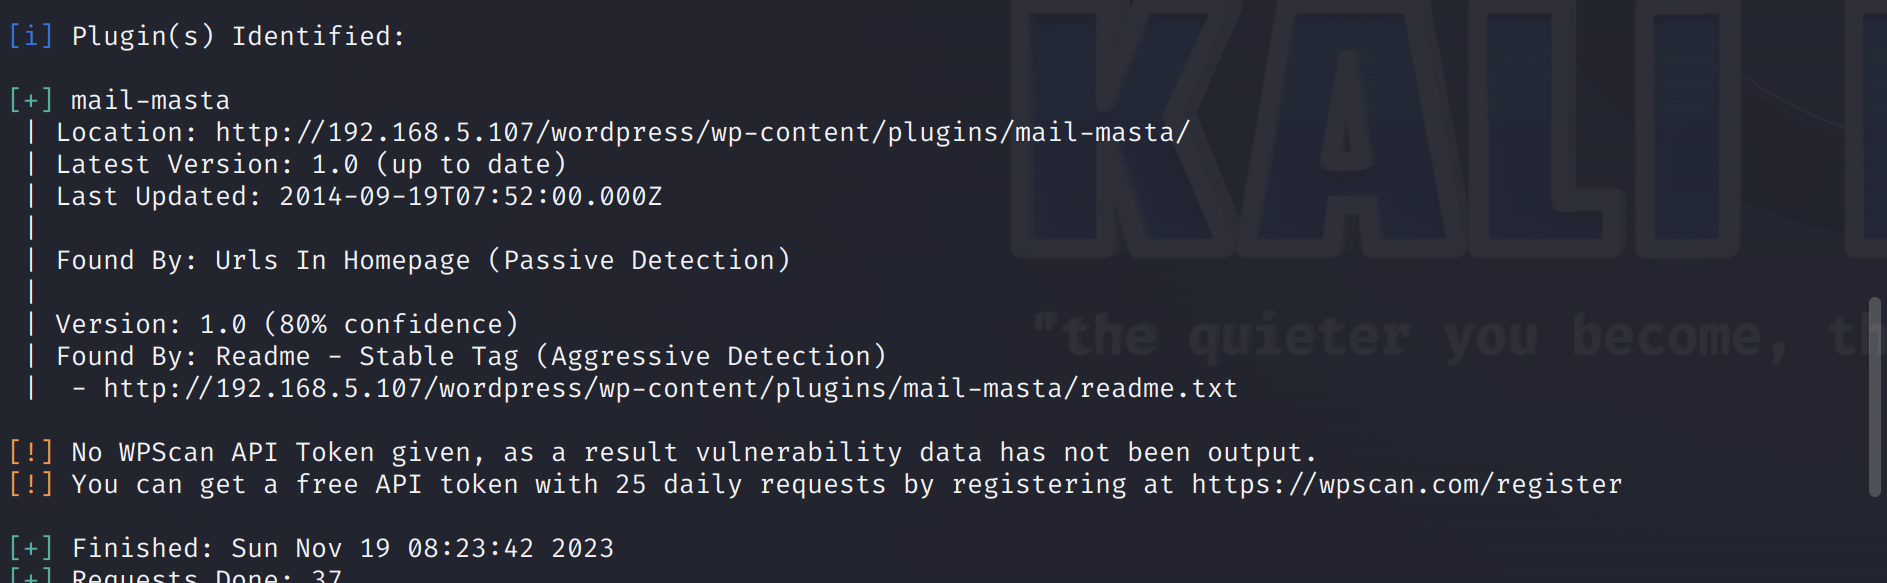 [i] Plugin(s) Identified:
[+] mail-masta
| Location: http://192.168.5.107/wordpress/wp-content/plugins/mail-masta/
| Latest Version: 1.0 (up to date)
| Last Updated: 2014-09-19T07:52:00.000Z
|
| Found By: Urls In Homepage (Passive Detection)
|
| Version: 1.0 (80% confidence)
| Found By: Readme - Stable Tag (Aggressive Detection)
|  - http://192.168.5.107/wordpress/wp-content/plugins/mail-masta/readme.txt
[!] No WPScan API Token given, as a result vulnerability data has not been output.
[!] You can get a free API token with 25 daily requests by registering at https://wpscan.com/register
[+] Finished: Sun Nov 19 08:23:42 2023
[+] Requests Done: 37
KALI
"the quieter you become, th